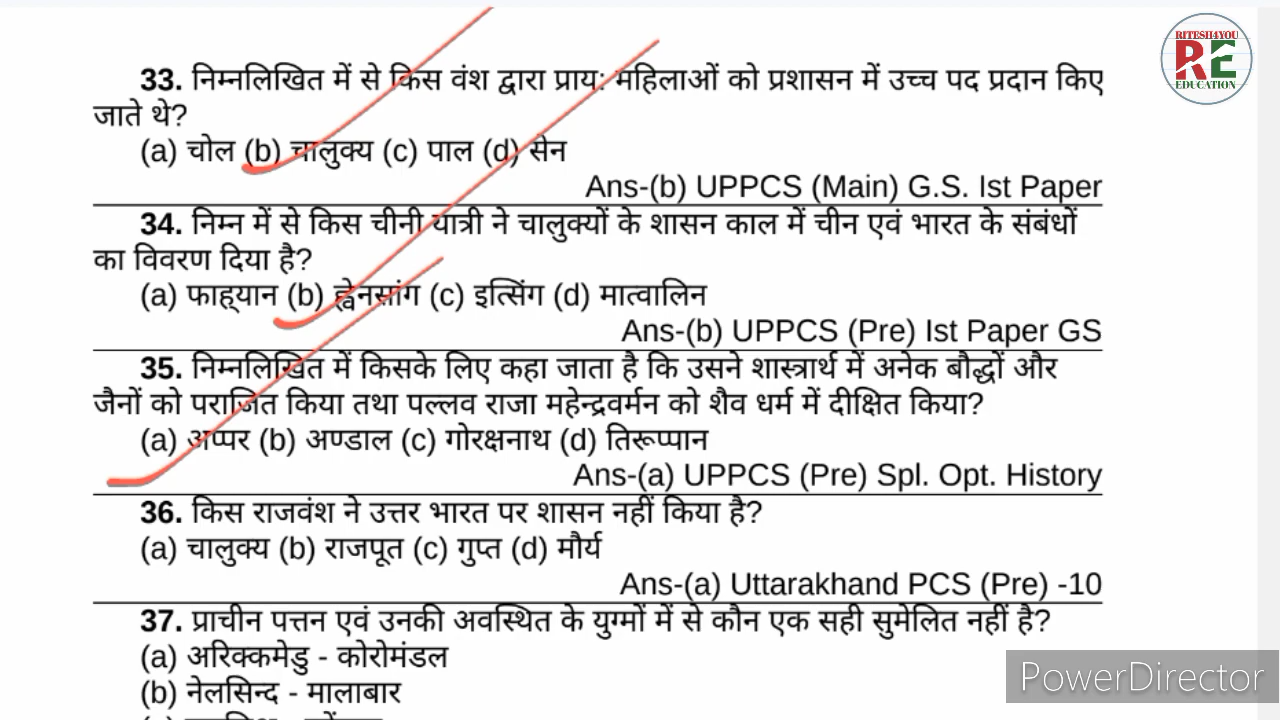 RITESH4YOU
RE
EDUCATION
33. निम्नलिखित में से किस वंश द्वारा प्राय: महिलाओं को प्रशासन में उच्च पद प्रदान किए
जाते थे?
(a) चोल (b) चालुक्य (c) पाल (d) सेन
Ans-(b) UPPCS (Main) G.S. Ist Paper
34. निम्न में से किस चीनी यात्री ने चालुक्यों के शासन काल में चीन एवं भारत के संबंधों
का विवरण दिया है?
(a) फाह्यान (b) ह्वेनसांग (c) इत्सिंग (d) मात्वालिन
Ans-(b) UPPCS (Pre) Ist Paper GS
35. निम्नलिखित में किसके लिए कहा जाता है कि उसने शास्त्रार्थ में अनेक बौद्धों और
जैनों को पराजित किया तथा पल्लव राजा महेन्द्रवर्मन को शैव धर्म में दीक्षित किया?
(a) अप्पर (b) अण्डाल (c) गोरक्षनाथ (d) तिरूप्पान
Ans-(a) UPPCS (Pre) Spl. Opt. History
36. किस राजवंश ने उत्तर भारत पर शासन नहीं किया है?
(a) चालुक्य (b) राजपूत (c) गुप्त (d) मौर्य
Ans-(a) Uttarakhand PCS (Pre) -10
37. प्राचीन पत्तन एवं उनकी अवस्थित के युग्मों में से कौन एक सही सुमेलित नहीं है?
(a) अरिक्कमेडु - कोरोमंडल
(b) नेलसिन्द - मालाबार
PowerDirector